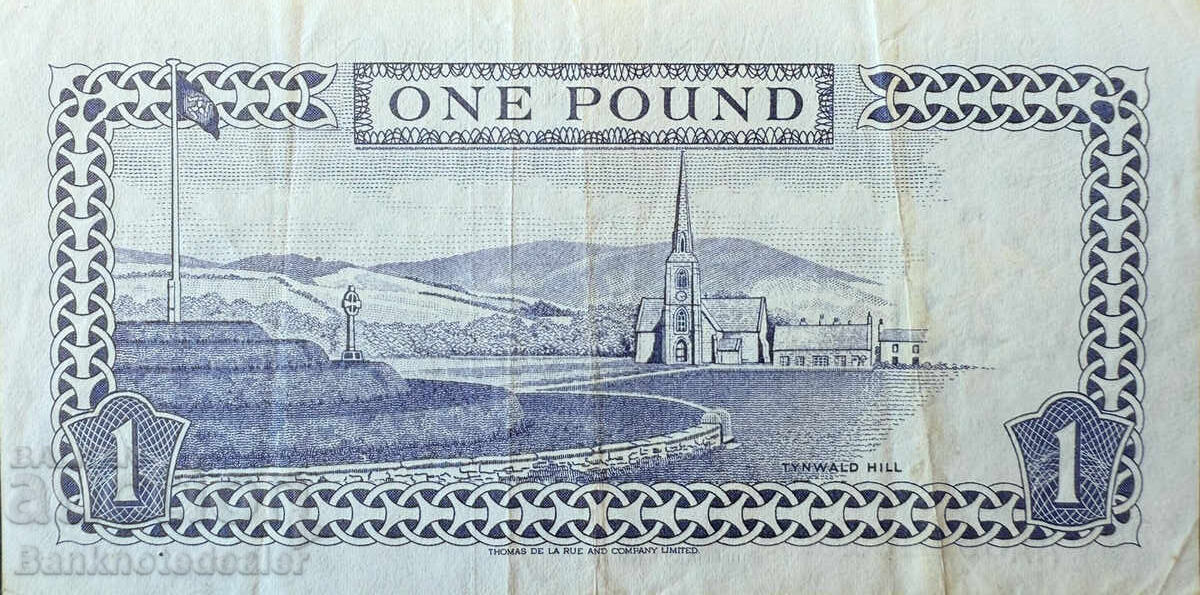 ONE POUND
TYNWALD HILL
1
1
THOMAS DE LA RUE AND COMPANY LIMITED.
Banknotedealer